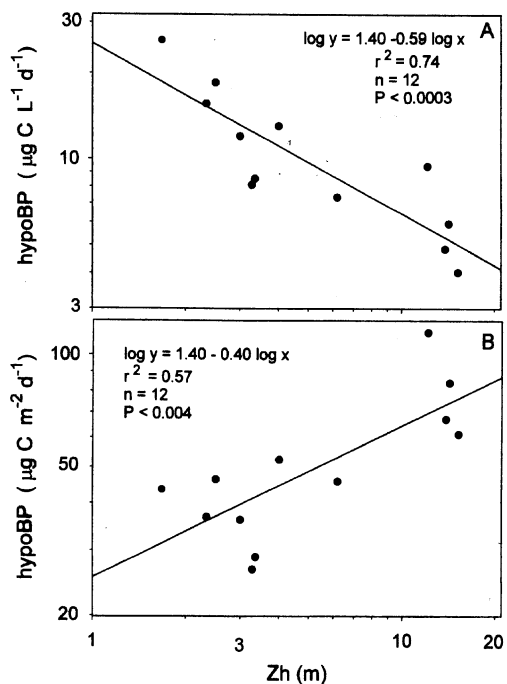 30
10
3
hypoBP ( µg C L⁻¹ d⁻¹)
A
log y = 1.40 -0.59 log x
r² = 0.74
n = 12
P < 0.0003
100
50
20
hypoBP ( µg C m⁻² d⁻¹)
B
log y = 1.40 - 0.40 log x
r² = 0.57
n = 12
P < 0.004
1 3 10 20
Zh (m)